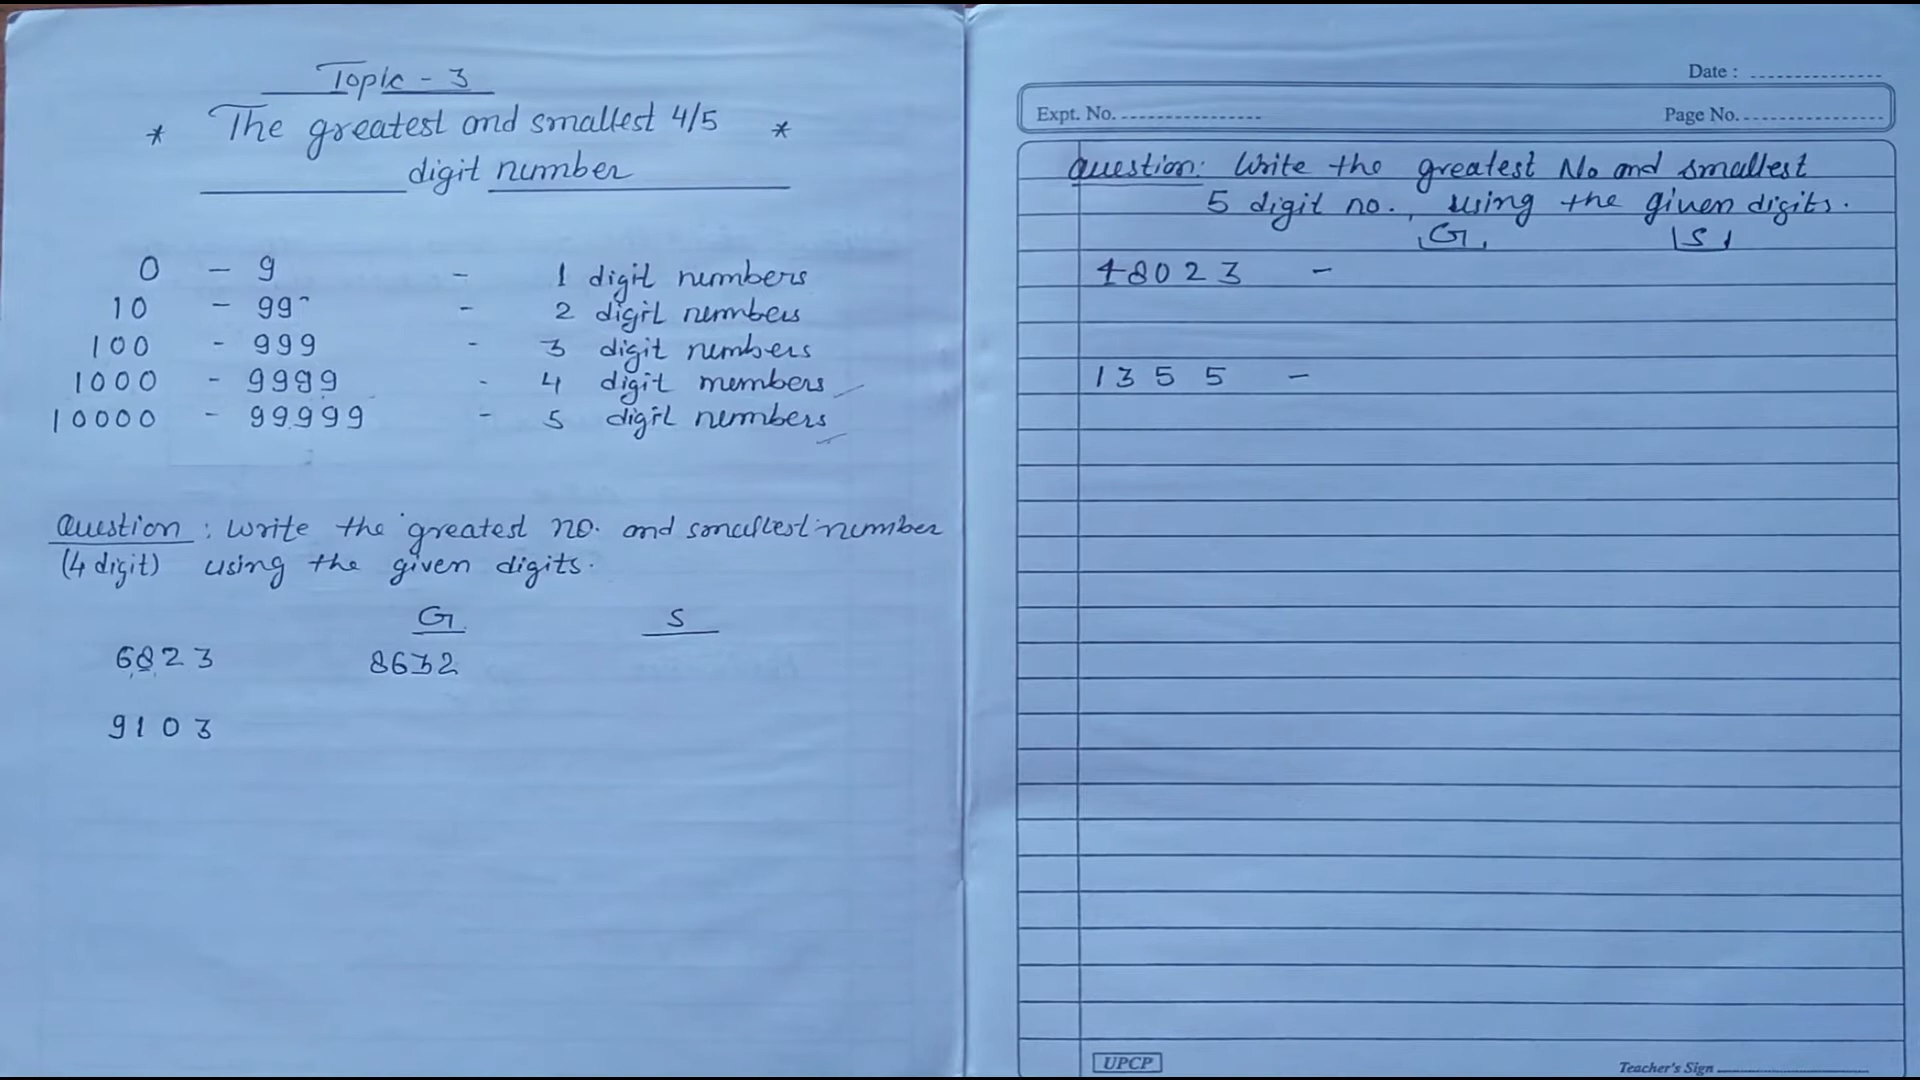 Topic - 3
* The greatest and smallest 4/5 *
digit number
0 - 9 - 1 digit numbers
10 - 99 - 2 digit numbers
100 - 999 - 3 digit numbers
1000 - 9999 - 4 digit numbers
10000 - 99999 - 5 digit numbers
Question : Write the greatest no. and smallest number
(4 digit) using the given digits.
G S
6823 8632
9103
Date :
Expt. No. Page No.
Question: Write the greatest No and smallest
5 digit no., using the given digits.
G S
48023 -
1355 -
UPCP Teacher's Sign